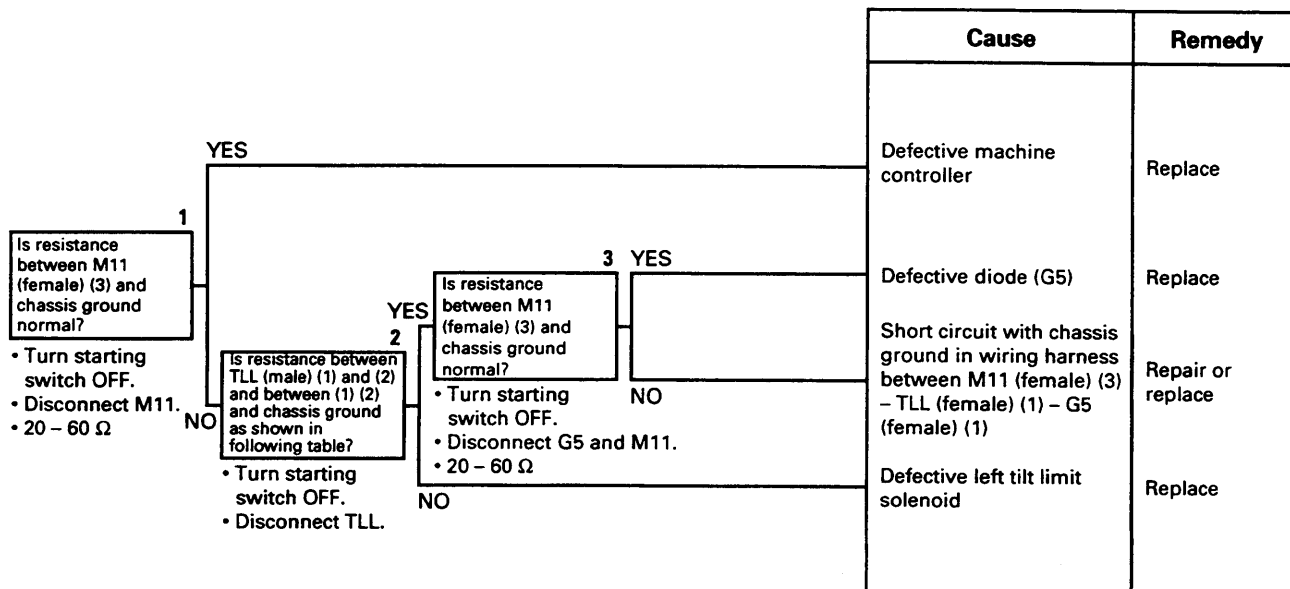 Cause
Remedy
YES
Defective machine
controller
Replace
1
Is resistance
between M11
(female) (3) and
chassis ground
normal?
• Turn starting
switch OFF.
• Disconnect M11.
• 20 – 60 Ω
NO
YES
2
Is resistance between
TLL (male) (1) and (2)
and between (1) (2)
and chassis ground
as shown in
following table?
• Turn starting
switch OFF.
• Disconnect TLL.
3
YES
Is resistance
between M11
(female) (3) and
chassis ground
normal?
• Turn starting
switch OFF.
• Disconnect G5 and M11.
• 20 – 60 Ω
NO
NO
Defective diode (G5)
Replace
Short circuit with chassis
ground in wiring harness
between M11 (female) (3)
– TLL (female) (1) – G5
(female) (1)
Repair or
replace
Defective left tilt limit
solenoid
Replace